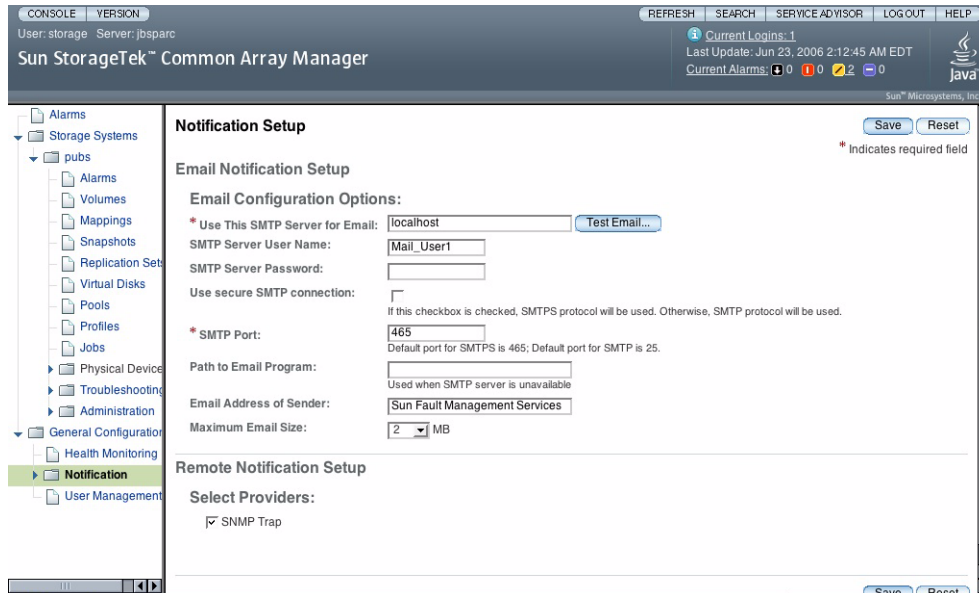 CONSOLE VERSION
REFRESH SEARCH SERVICE ADVISOR LOG OUT HELP
User: storage Server: jbsparc
Sun StorageTek™ Common Array Manager
Current Logins: 1
Last Update: Jun 23, 2006 2:12:45 AM EDT
Current Alarms: 0 0 2 0
Java
Sun™ Microsystems, Inc
Alarms
Storage Systems
pubs
Alarms
Volumes
Mappings
Snapshots
Replication Sets
Virtual Disks
Pools
Profiles
Jobs
Physical Device
Troubleshooting
Administration
General Configuration
Health Monitoring
Notification
User Management
Notification Setup
Save Reset
* Indicates required field
Email Notification Setup
Email Configuration Options:
* Use This SMTP Server for Email: localhost Test Email...
SMTP Server User Name: Mail_User1
SMTP Server Password:
Use secure SMTP connection:
If this checkbox is checked, SMTPS protocol will be used. Otherwise, SMTP protocol will be used.
* SMTP Port: 465
Default port for SMTPS is 465; Default port for SMTP is 25.
Path to Email Program:
Used when SMTP server is unavailable
Email Address of Sender: Sun Fault Management Services
Maximum Email Size: 2 MB
Remote Notification Setup
Select Providers:
SNMP Trap
Save Reset